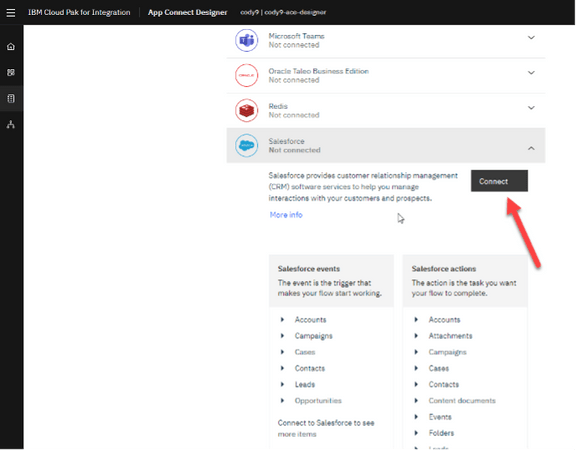 IBM Cloud Pak for Integration | App Connect Designer cody9 | cody9-ace-designer
Microsoft Teams
Not connected
Oracle Taleo Business Edition
Not connected
Redis
Not connected
Salesforce
Not connected
Salesforce provides customer relationship management
(CRM) software services to help you manage
interactions with your customers and prospects.
Connect
More info
Salesforce events
The event is the trigger that
makes your flow start working.
Accounts
Campaigns
Cases
Contacts
Leads
Opportunities
Connect to Salesforce to see
more items
Salesforce actions
The action is the task you want
your flow to complete.
Accounts
Attachments
Campaigns
Cases
Contacts
Content documents
Events
Folders
Leads